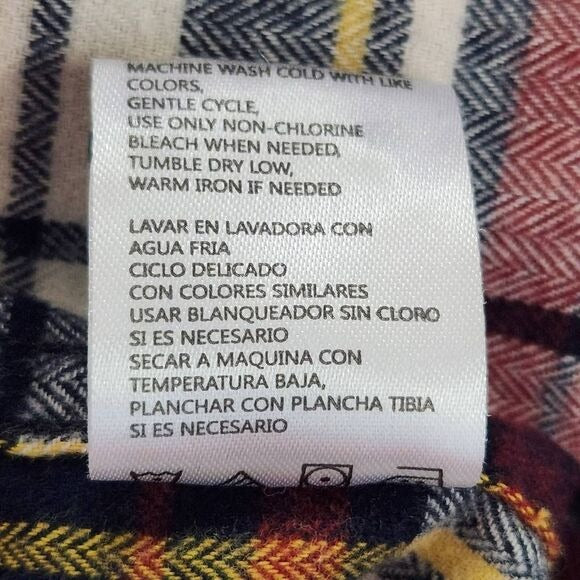 MACHINE WASH COLD WITH LIKE
COLORS,
GENTLE CYCLE,
USE ONLY NON-CHLORINE
BLEACH WHEN NEEDED,
TUMBLE DRY LOW,
WARM IRON IF NEEDED
LAVAR EN LAVADORA CON
AGUA FRIA
CICLO DELICADO
CON COLORES SIMILARES
USAR BLANQUEADOR SIN CLORO
SI ES NECESARIO
SECAR A MAQUINA CON
TEMPERATURA BAJA,
PLANCHAR CON PLANCHA TIBIA
SI ES NECESARIO